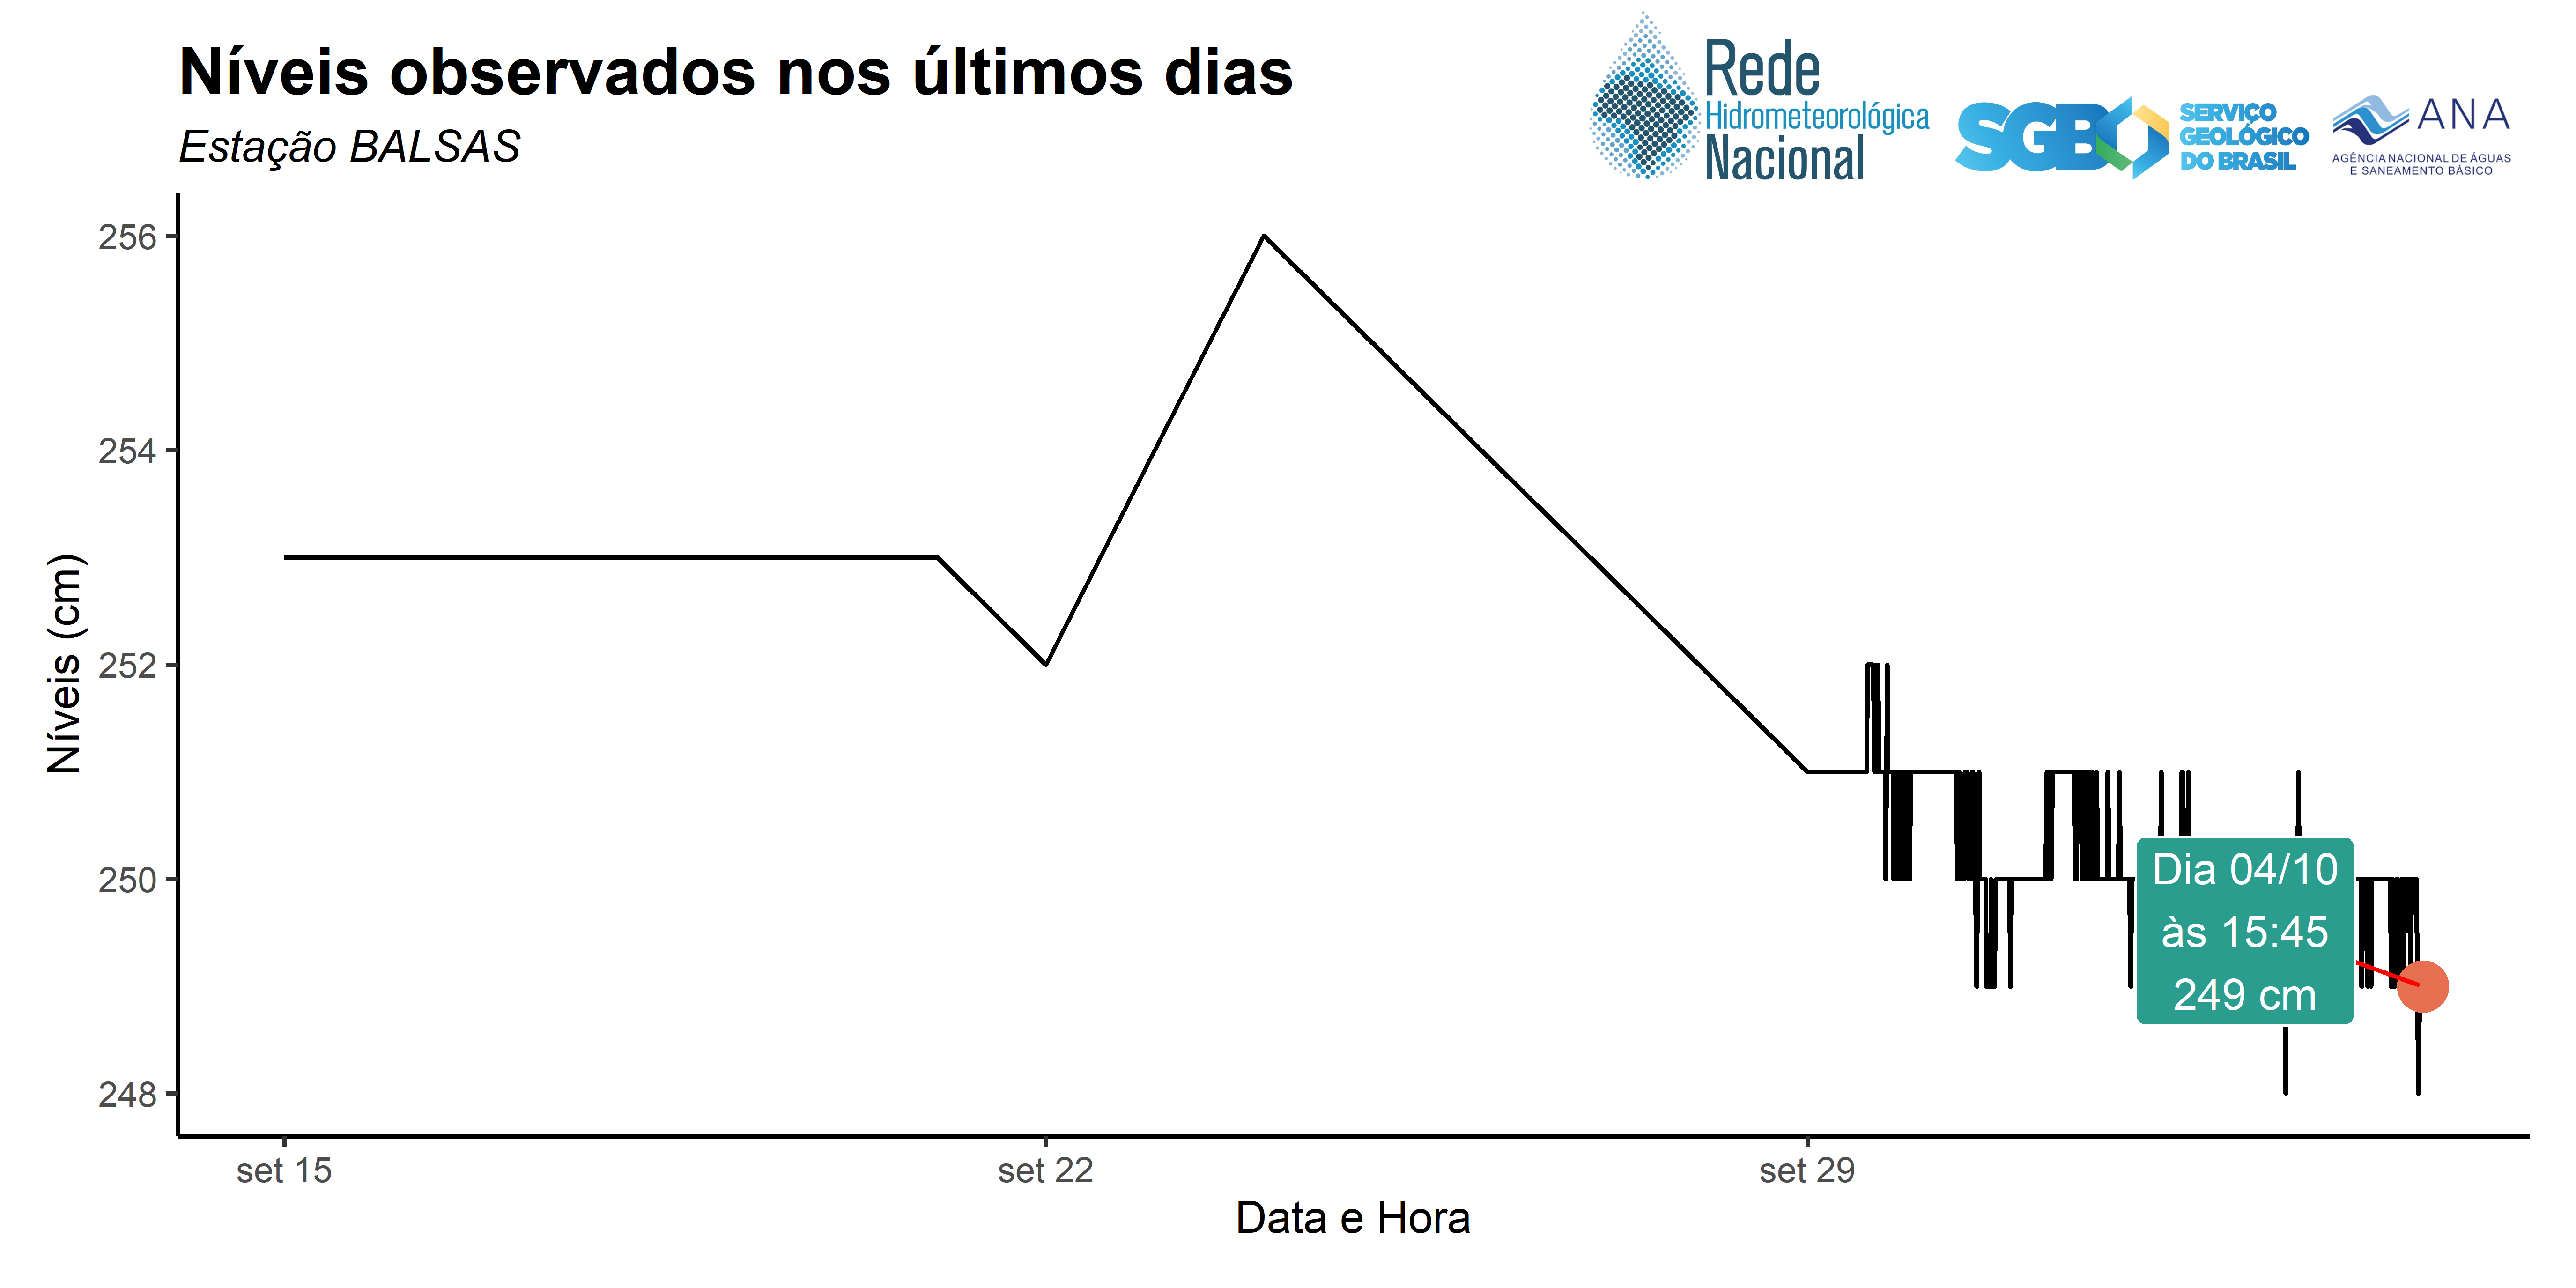 Níveis observados nos últimos dias
Estação BALSAS
Rede
Hidrometeorológica
Nacional
SGB
SERVIÇO
GEOLÓGICO
DO BRASIL
ANA
AGÊNCIA NACIONAL DE ÁGUAS
E SANEAMENTO BÁSICO
Níveis (cm)
256
254
252
250
248
Dia 04/10
às 15:45
249 cm
set 15
set 22
set 29
Data e Hora